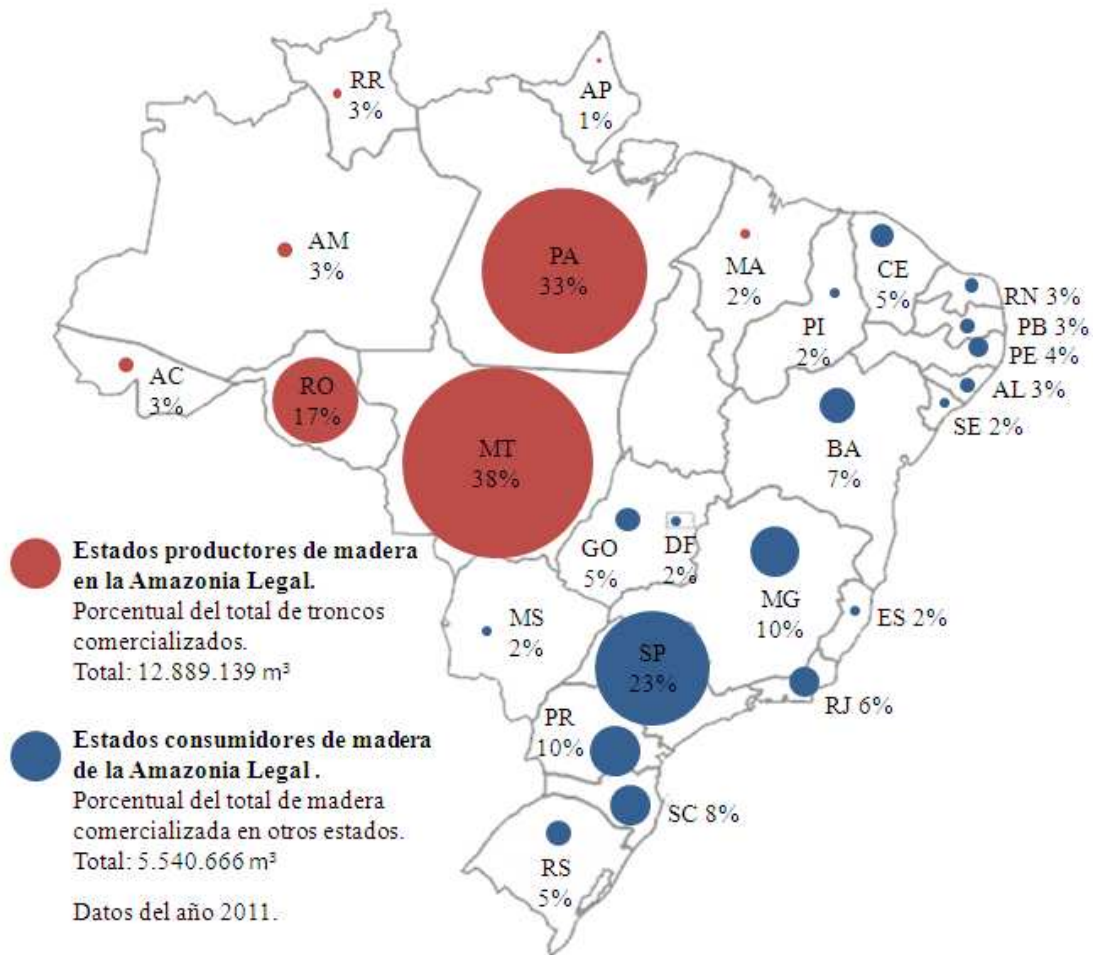 RR
3%
AP
1%
AM
3%
PA
33%
MA
2%
CE
5%
RN 3%
PI
2%
PB 3%
PE 4%
AC
3%
RO
17%
AL 3%
SE 2%
MT
38%
BA
7%
GO
5%
DF
2%
MG
10%
ES 2%
MS
2%
SP
23%
RJ 6%
PR
10%
SC 8%
RS
5%
Estados productores de madera
en la Amazonia Legal.
Porcentual del total de troncos
comercializados.
Total: 12.889.139 m³
Estados consumidores de madera
de la Amazonia Legal .
Porcentual del total de madera
comercializada en otros estados.
Total: 5.540.666 m³
Datos del año 2011.